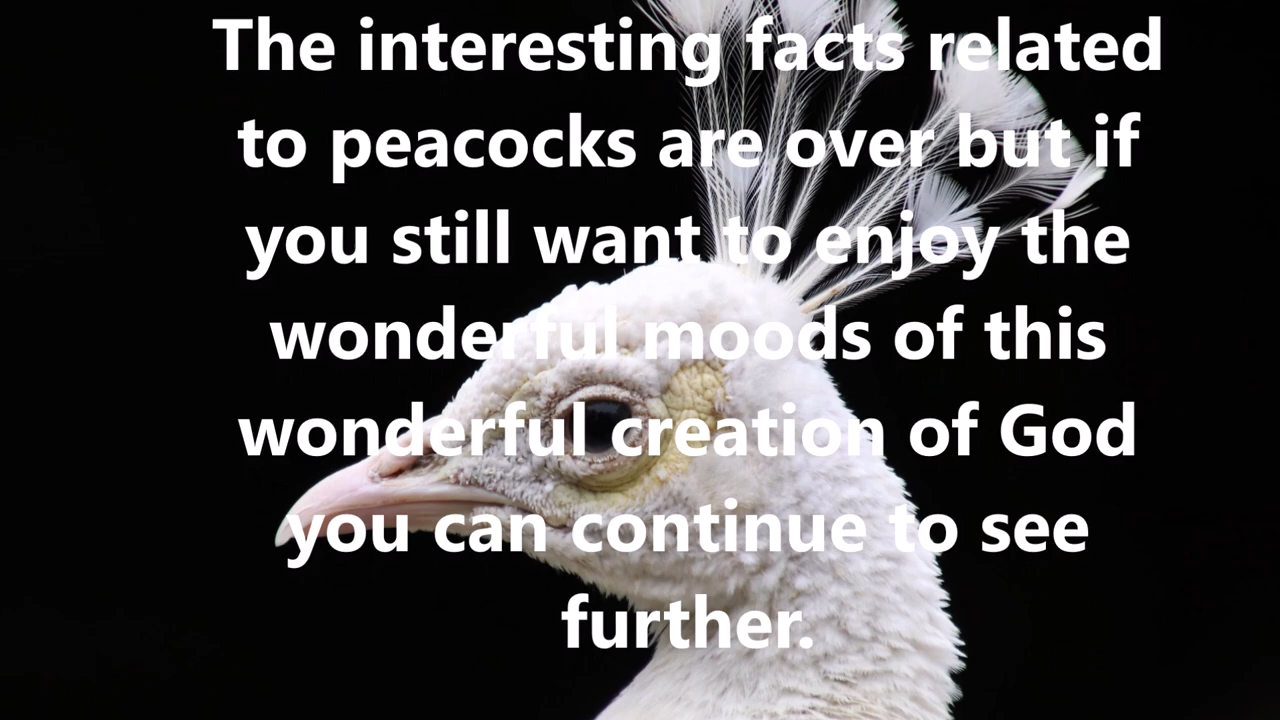 The interesting facts related
to peacocks are over but if
you still want to enjoy the
wonderful moods of this
wonderful creation of God
you can continue to see
further.